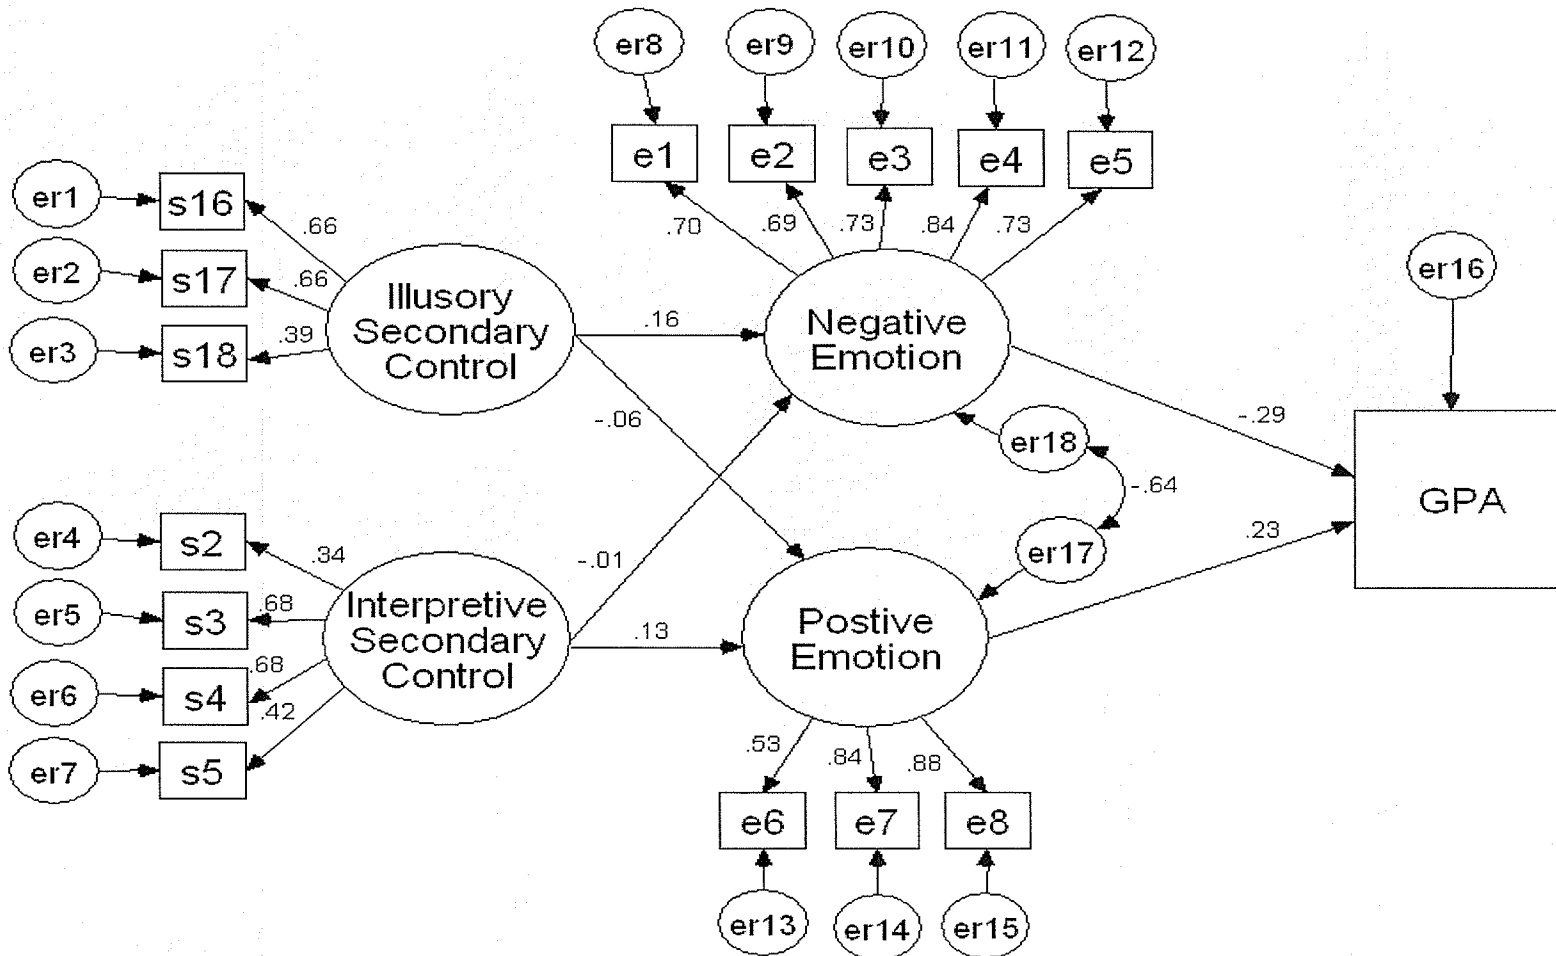 er8
er9
er10
er11
er12
e1
e2
e3
e4
e5
er1
s16
er2
s17
er3
s18
.66
.66
.39
Illusory
Secondary
Control
.70
.69
.73
.84
.73
Negative
Emotion
er16
.16
-.06
-.01
.13
-.29
er18
-.64
er17
.23
GPA
er4
s2
er5
s3
er6
s4
er7
s5
.34
.68
.68
.42
Interpretive
Secondary
Control
Postive
Emotion
.53
.84
.88
e6
e7
e8
er13
er14
er15